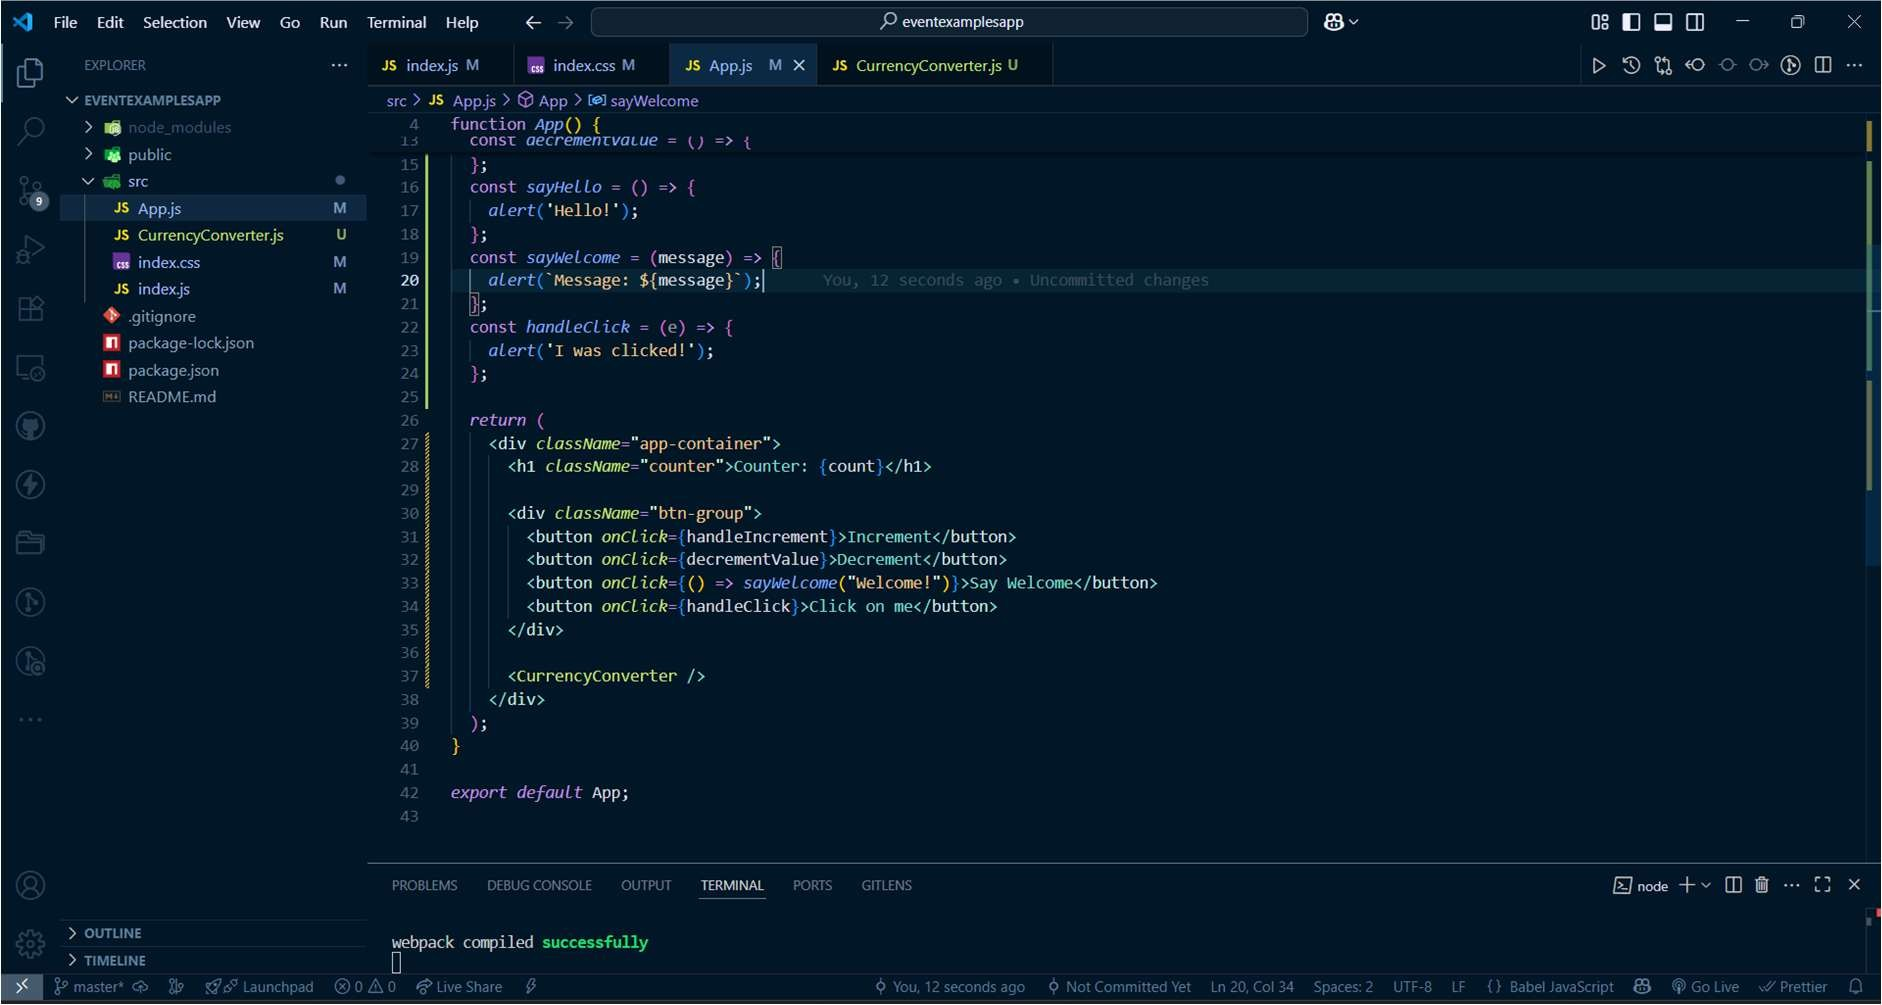 File Edit Selection View Go Run Terminal Help
eventexamplesapp
EXPLORER
EVENTEXAMPLESAPP
node_modules
public
src
JS App.js M
JS CurrencyConverter.js U
css index.css M
JS index.js M
.gitignore
package-lock.json
package.json
README.md
OUTLINE
TIMELINE
9
JS index.js M css index.css M JS App.js M JS CurrencyConverter.js U
src > JS App.js > App > sayWelcome
4 function App() {
13 const decrementValue = () => {
15 };
16 const sayHello = () => {
17 alert('Hello!');
18 };
19 const sayWelcome = (message) => {
20 alert(`Message: ${message}`); You, 12 seconds ago • Uncommitted changes
21 };
22 const handleClick = (e) => {
23 alert('I was clicked!');
24 };
25
26 return (
27 <div className="app-container">
28 <h1 className="counter">Counter: {count}</h1>
29
30 <div className="btn-group">
31 <button onClick={handleIncrement}>Increment</button>
32 <button onClick={decrementValue}>Decrement</button>
33 <button onClick={() => sayWelcome("Welcome!")}>Say Welcome</button>
34 <button onClick={handleClick}>Click on me</button>
35 </div>
36
37 <CurrencyConverter />
38 </div>
39 );
40 }
41
42 export default App;
43
PROBLEMS DEBUG CONSOLE OUTPUT TERMINAL PORTS GITLENS
node
webpack compiled successfully
master* Launchpad 0 0 Live Share You, 12 seconds ago Not Committed Yet Ln 20, Col 34 Spaces: 2 UTF-8 LF {} Babel JavaScript Go Live Prettier